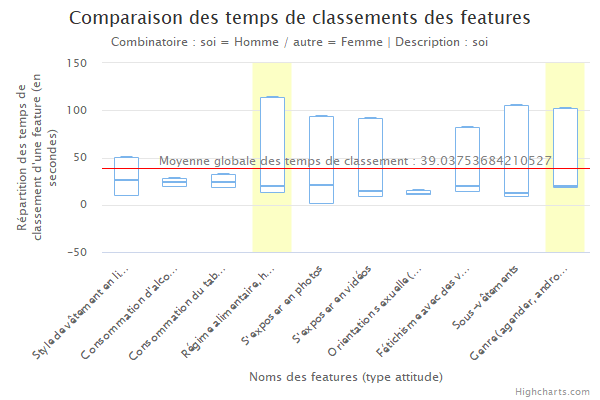 Comparaison des temps de classements des features
Combinatoire : soi = Homme / autre = Femme | Description : soi
Répartition des temps de
classement d'une feature (en
secondes)
150
100
50
0
−50
Moyenne globale des temps de classement : 39.03753684210527
Style de vêtement en li...
Consommation d'alco...
Consommation du tab...
Régime alimentaire, h...
S'exposer en photos
S'exposer en vidéos
Orientation sexuelle (...
Fétichisme avec des v...
Sous-vêtements
Genre (agender, andro...
Noms des features (type attitude)
Highcharts.com